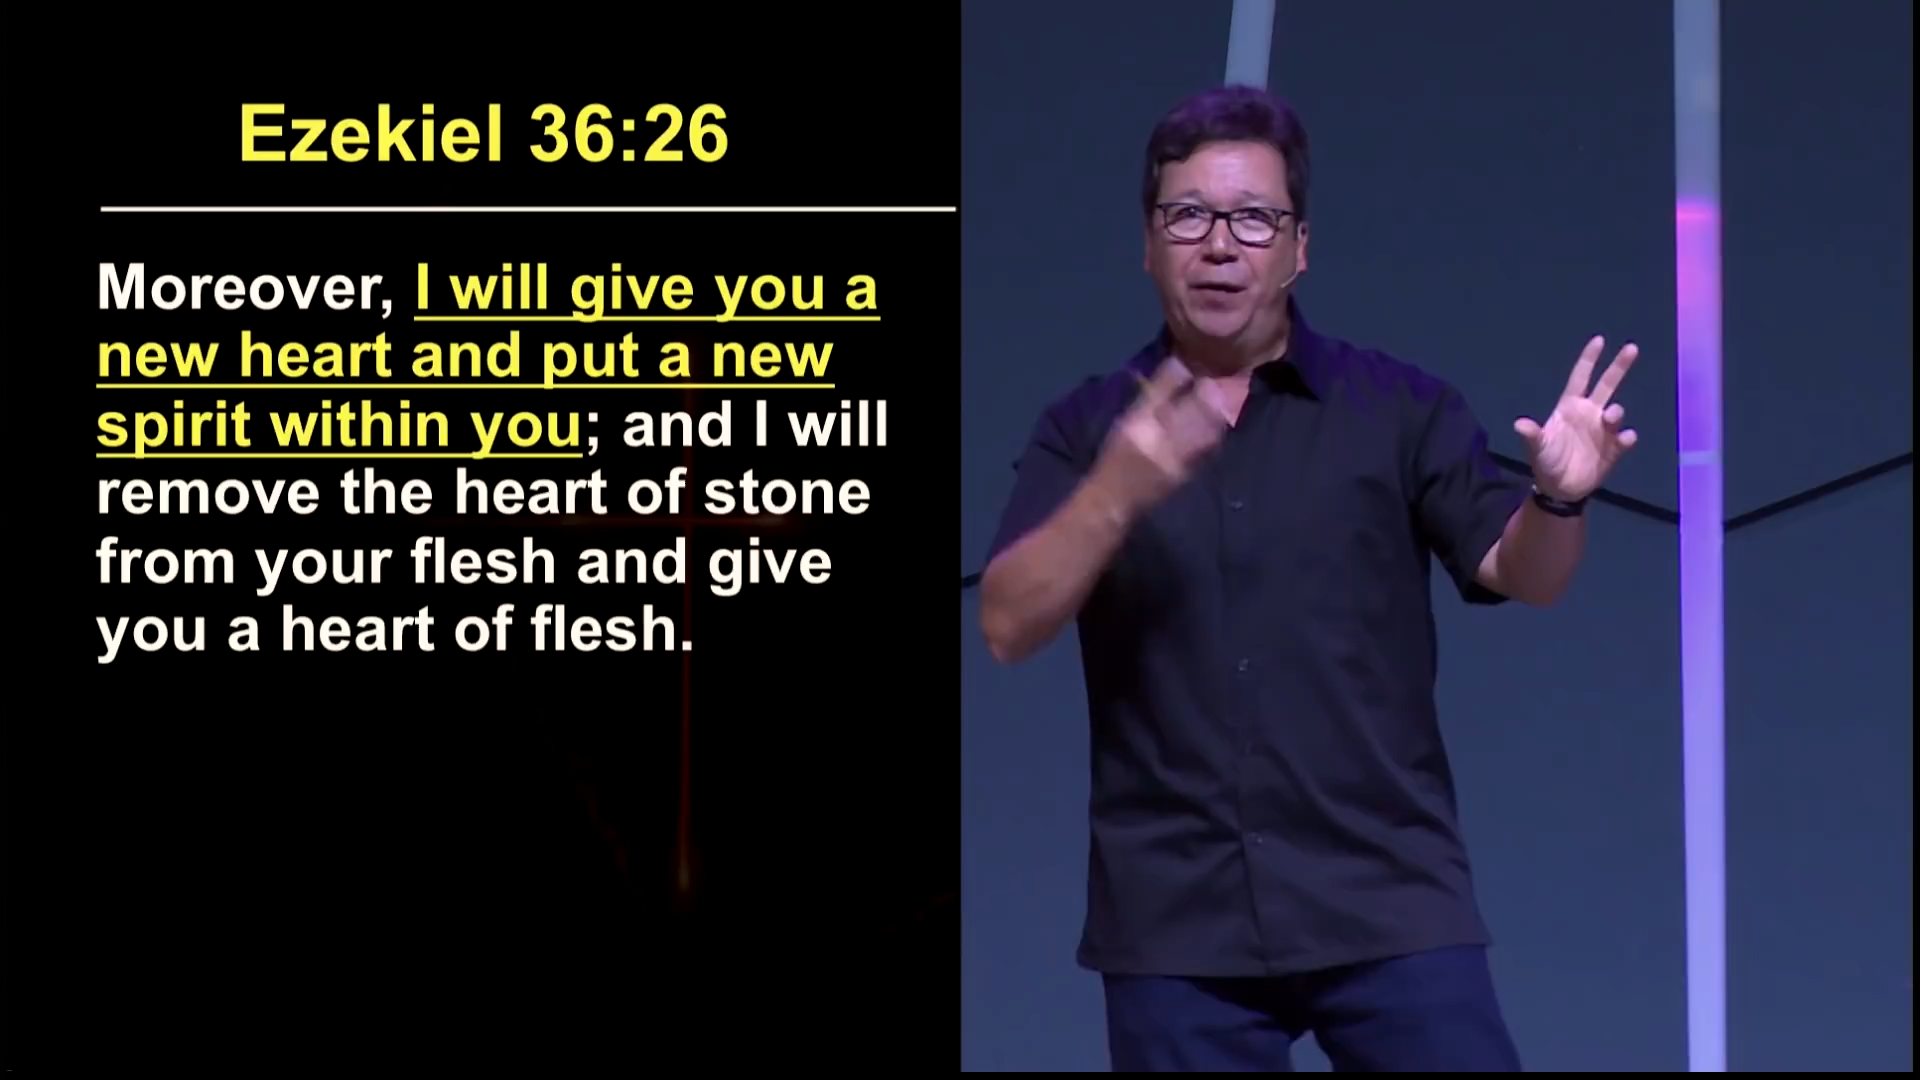 Ezekiel 36:26
Moreover, I will give you a
new heart and put a new
spirit within you; and I will
remove the heart of stone
from your flesh and give
you a heart of flesh.